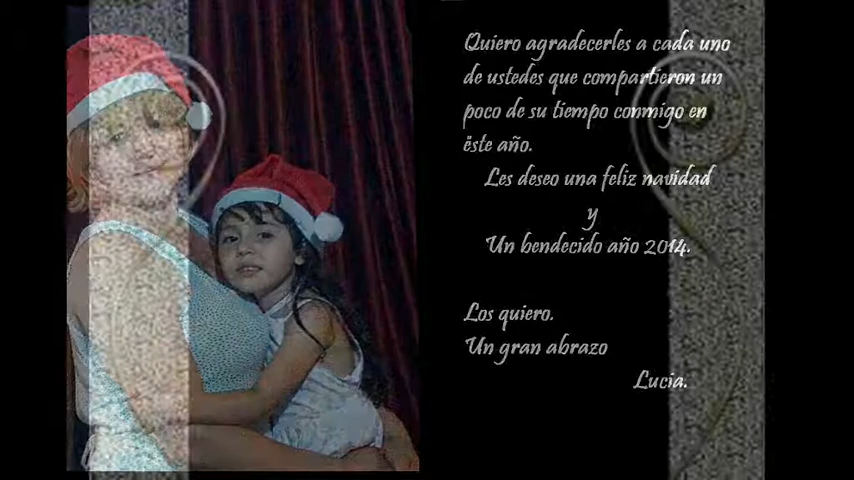 Quiero agradecerles a cada uno
de ustedes que compartieron un
poco de su tiempo conmigo en
éste año.
Les deseo una feliz navidad
y
Un bendecido año 2014.
Los quiero.
Un gran abrazo
Lucía.